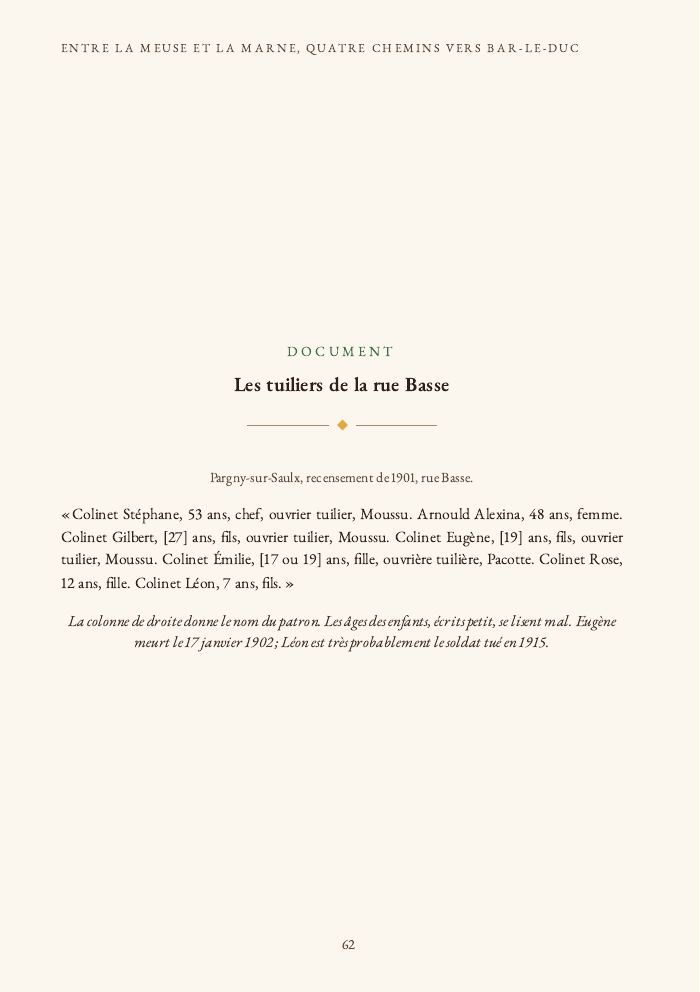 ENTRE LA MEUSE ET LA MARNE, QUATRE CHEMINS VERS BAR-LE-DUC
DOCUMENT
Les tuiliers de la rue Basse
Pargny-sur-Saulx, recensement de 1901, rue Basse.
« Colinet Stéphane, 53 ans, chef, ouvrier tuilier, Moussu. Arnould Alexina, 48 ans, femme.
Colinet Gilbert, [27] ans, fils, ouvrier tuilier, Moussu. Colinet Eugène, [19] ans, fils, ouvrier
tuilier, Moussu. Colinet Émilie, [17 ou 19] ans, fille, ouvrière tuilière, Pacotte. Colinet Rose,
12 ans, fille. Colinet Léon, 7 ans, fils. »
La colonne de droite donne le nom du patron. Les âges des enfants, écrits petit, se lisent mal. Eugène
meurt le 17 janvier 1902 ; Léon est très probablement le soldat tué en 1915.
62